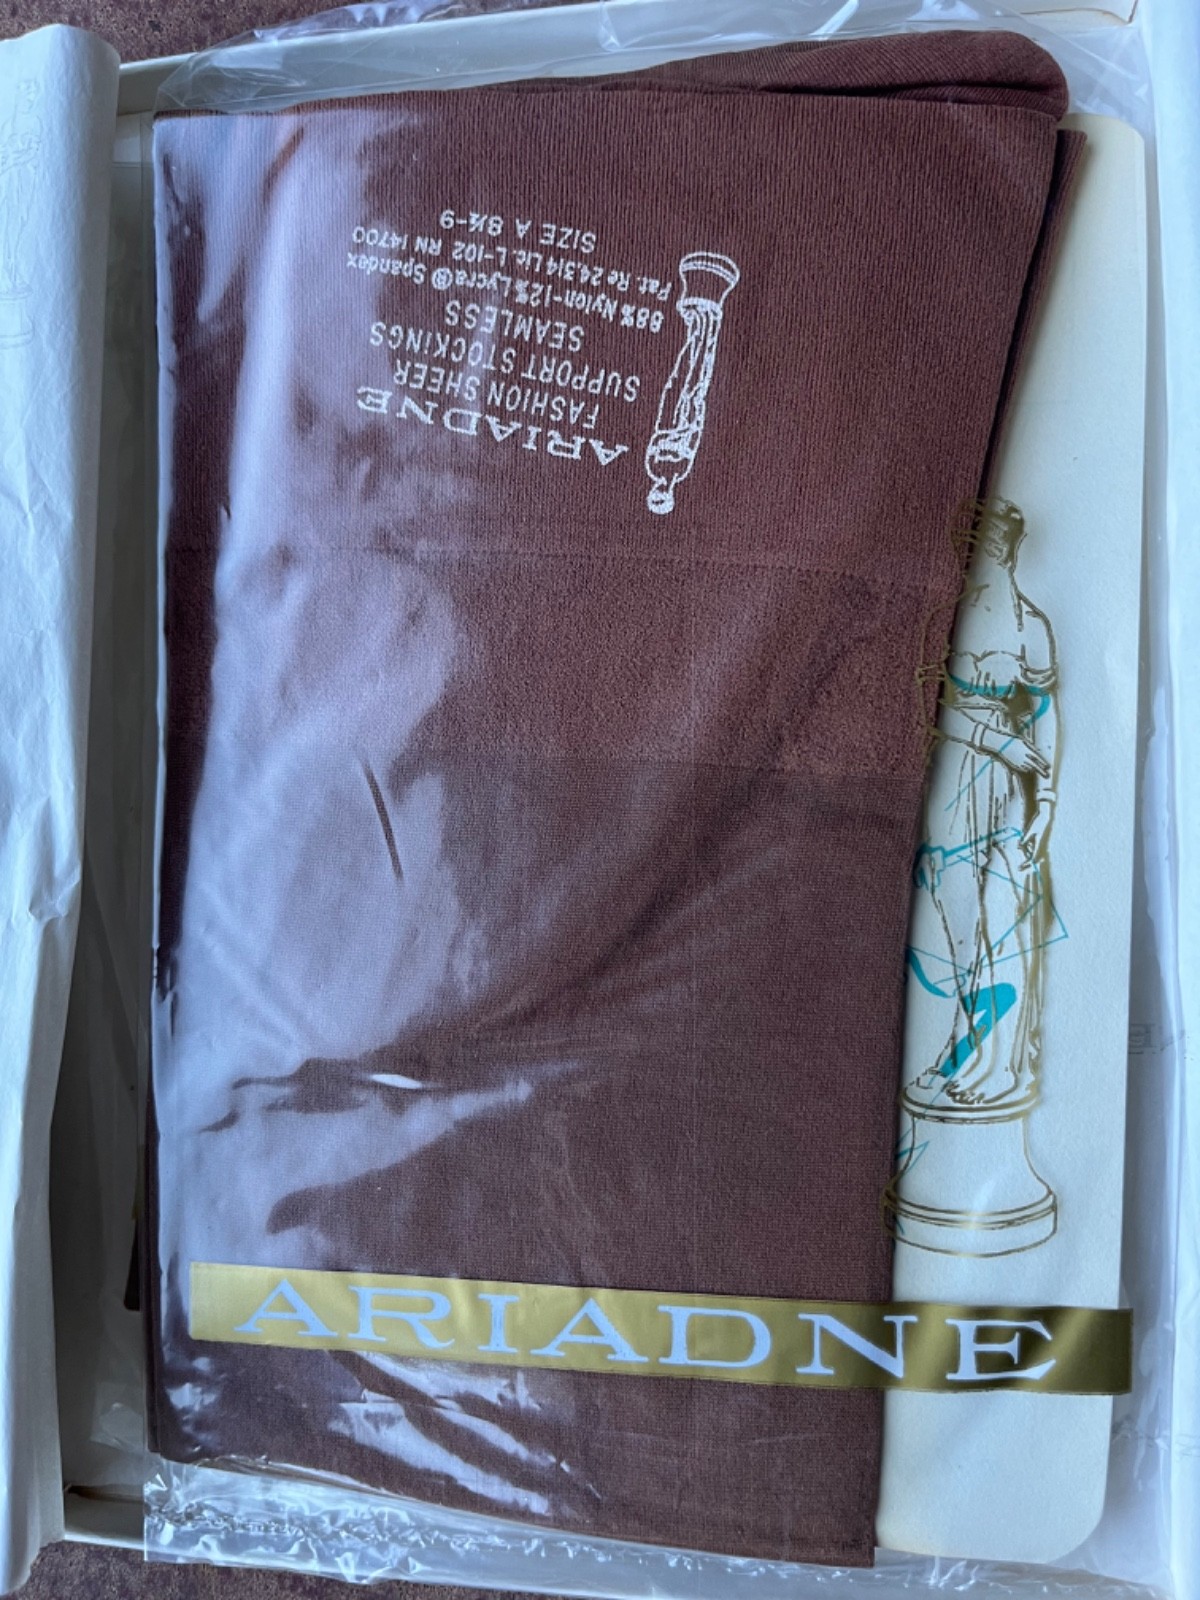 ARIADNE
FASHION SHEER
SUPPORT STOCKINGS
SEAMLESS
88% Nylon-12% Lycra® Spandex
Pat. Re 24,314 Lic. L-102 RN 14700
SIZE A 8½-9
ARIADNE